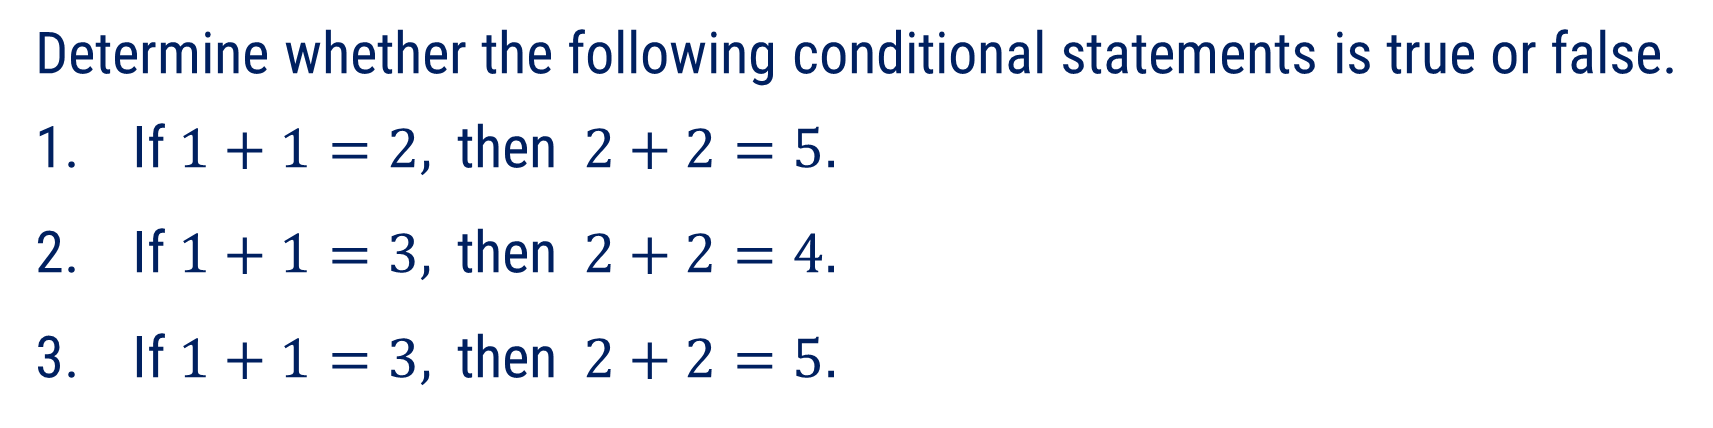 Determine whether the following conditional statements is true or false.
1. If 1 + 1 = 2, then 2 + 2 = 5.
2. If 1 + 1 = 3, then 2 + 2 = 4.
3. If 1 + 1 = 3, then 2 + 2 = 5.